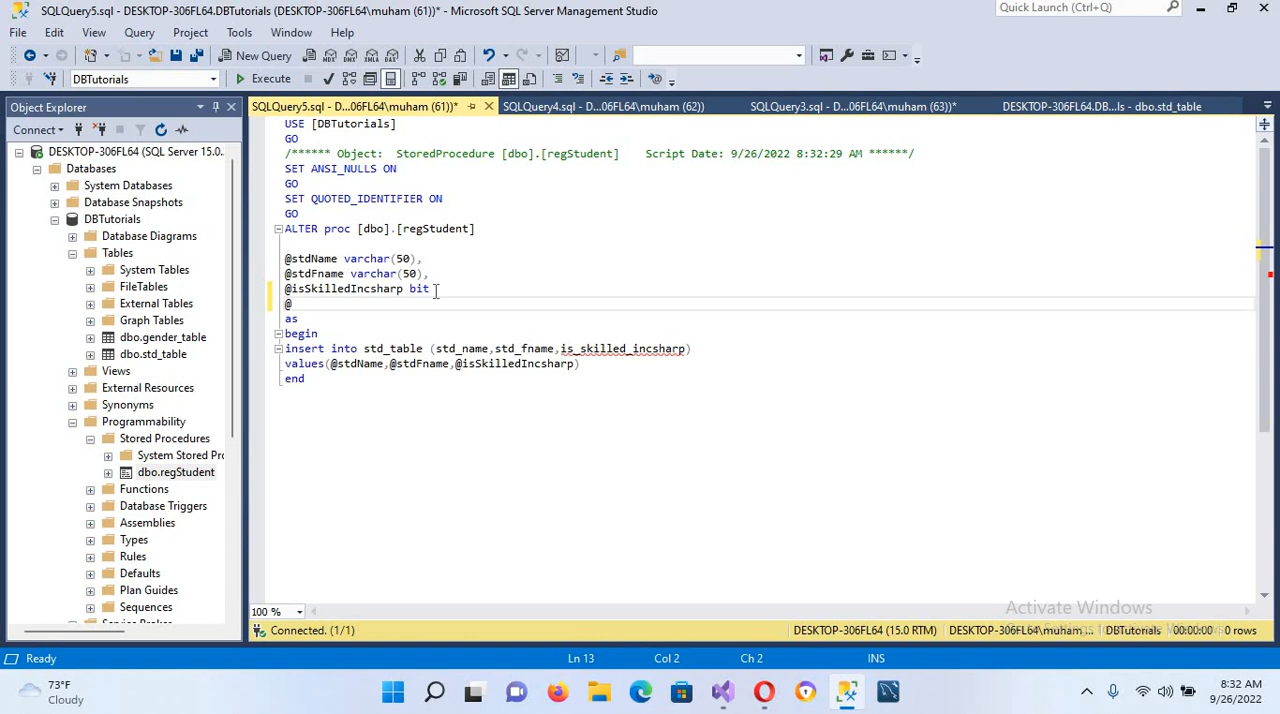 SQLQuery5.sql - DESKTOP-306FL64.DBTutorials (DESKTOP-306FL64\muham (61))* - Microsoft SQL Server Management Studio
Quick Launch (Ctrl+Q)
File Edit View Query Project Tools Window Help
New Query
DBTutorials Execute
Object Explorer
SQLQuery5.sql - D...06FL64\muham (61))* SQLQuery4.sql - D...06FL64\muham (62)) SQLQuery3.sql - D...06FL64\muham (63))* DESKTOP-306FL64.DB...ls - dbo.std_table
Connect
DESKTOP-306FL64 (SQL Server 15.0...
Databases
System Databases
Database Snapshots
DBTutorials
Database Diagrams
Tables
System Tables
FileTables
External Tables
Graph Tables
dbo.gender_table
dbo.std_table
Views
External Resources
Synonyms
Programmability
Stored Procedures
System Stored Pro
dbo.regStudent
Functions
Database Triggers
Assemblies
Types
Rules
Defaults
Plan Guides
Sequences
USE [DBTutorials]
GO
/****** Object: StoredProcedure [dbo].[regStudent] Script Date: 9/26/2022 8:32:29 AM ******/
SET ANSI_NULLS ON
GO
SET QUOTED_IDENTIFIER ON
GO
ALTER proc [dbo].[regStudent]
@stdName varchar(50),
@stdFname varchar(50),
@isSkilledIncsharp bit
@
as
begin
insert into std_table (std_name,std_fname,is_skilled_incsharp)
values(@stdName,@stdFname,@isSkilledIncsharp)
end
100 %
Activate Windows
Go to Settings to activate Windows.
Connected. (1/1) DESKTOP-306FL64 (15.0 RTM) DESKTOP-306FL64\muham ... DBTutorials 00:00:00 0 rows
Ready Ln 13 Col 2 Ch 2 INS
73°F
Cloudy
8:32 AM
9/26/2022